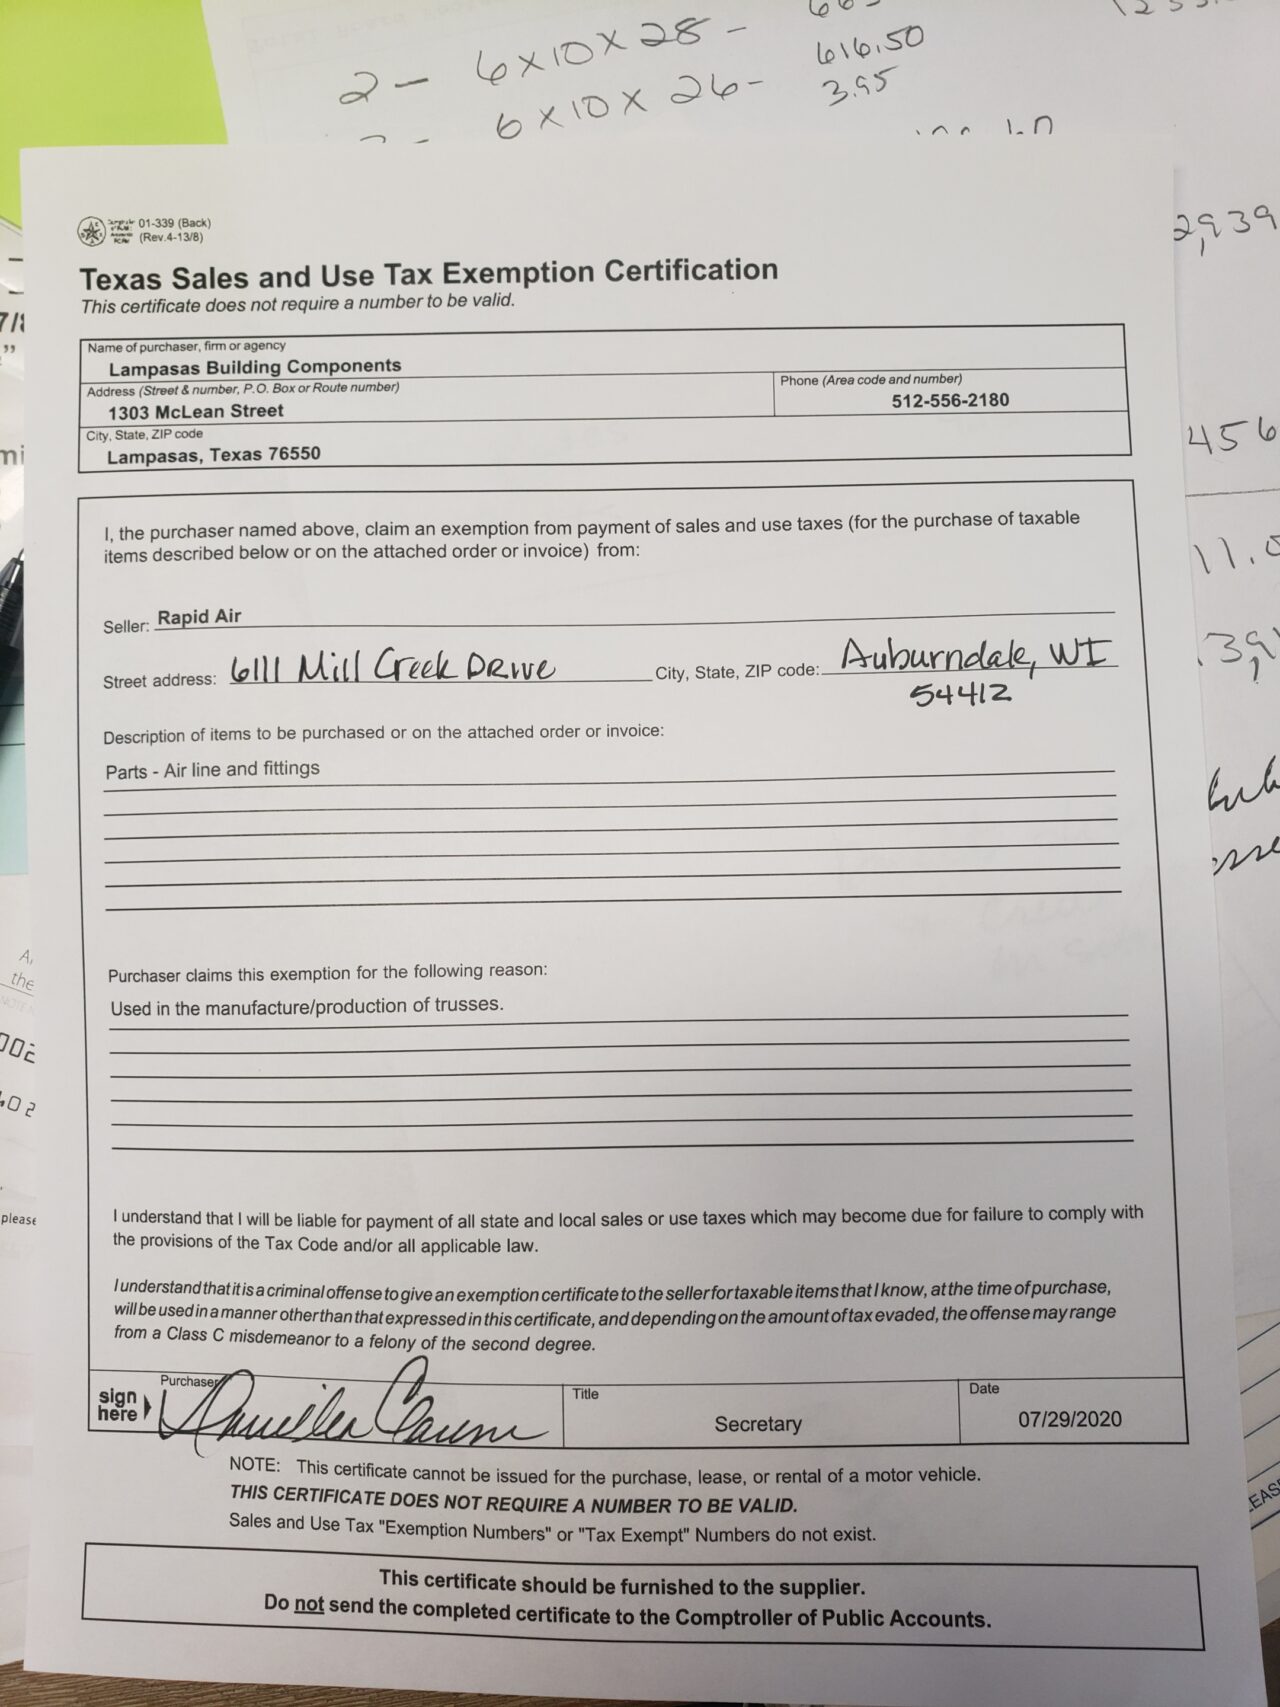 2 - 6x10x28 -
616.50
6x10x26-
3.95
2,939
456
01-339 (Back)
(Rev.4-13/8)
Texas Sales and Use Tax Exemption Certification
This certificate does not require a number to be valid.
Name of purchaser, firm or agency
Lampasas Building Components
Address (Street & number, P.O. Box or Route number)
Phone (Area code and number)
1303 McLean Street
512-556-2180
City, State, ZIP code
Lampasas, Texas 76550
I, the purchaser named above, claim an exemption from payment of sales and use taxes (for the purchase of taxable
items described below or on the attached order or invoice) from:
Seller: Rapid Air
Street address: 6111 Mill Creek Drive City, State, ZIP code: Auburndale, WI
54412
Description of items to be purchased or on the attached order or invoice:
Parts - Air line and fittings
Purchaser claims this exemption for the following reason:
Used in the manufacture/production of trusses.
I understand that I will be liable for payment of all state and local sales or use taxes which may become due for failure to comply with
the provisions of the Tax Code and/or all applicable law.
I understand that it is a criminal offense to give an exemption certificate to the seller for taxable items that I know, at the time of purchase,
will be used in a manner other than that expressed in this certificate, and depending on the amount of tax evaded, the offense may range
from a Class C misdemeanor to a felony of the second degree.
sign
here
Purchaser
Title
Secretary
Date
07/29/2020
NOTE: This certificate cannot be issued for the purchase, lease, or rental of a motor vehicle.
THIS CERTIFICATE DOES NOT REQUIRE A NUMBER TO BE VALID.
Sales and Use Tax "Exemption Numbers" or "Tax Exempt" Numbers do not exist.
This certificate should be furnished to the supplier.
Do not send the completed certificate to the Comptroller of Public Accounts.
please